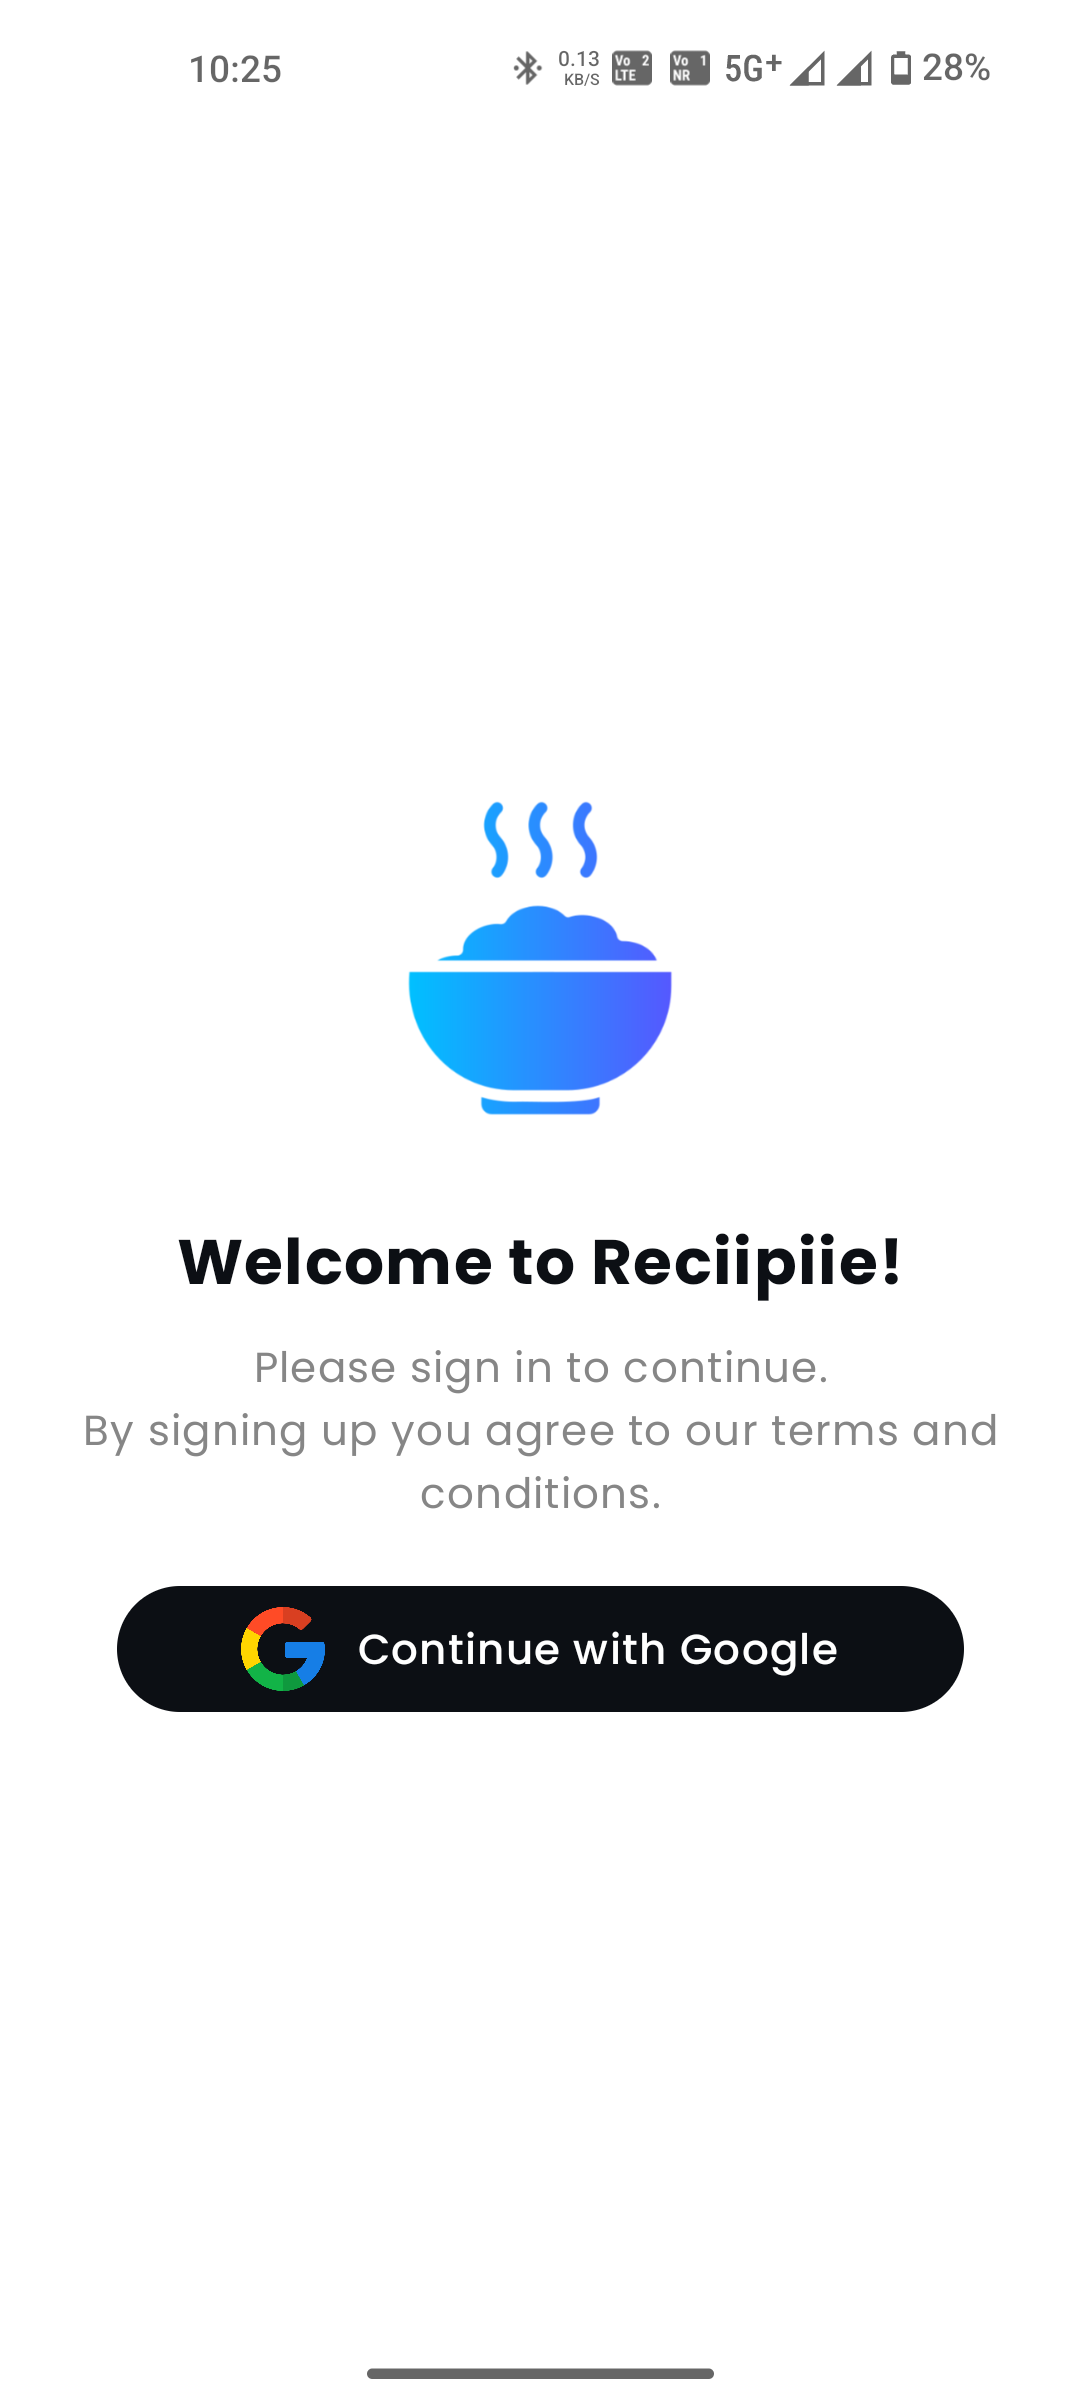 10:25 0.13 KB/S Vo 2 LTE Vo 1 NR 5G+ 28%
Welcome to Reciipiie!
Please sign in to continue.
By signing up you agree to our terms and
conditions.
Continue with Google